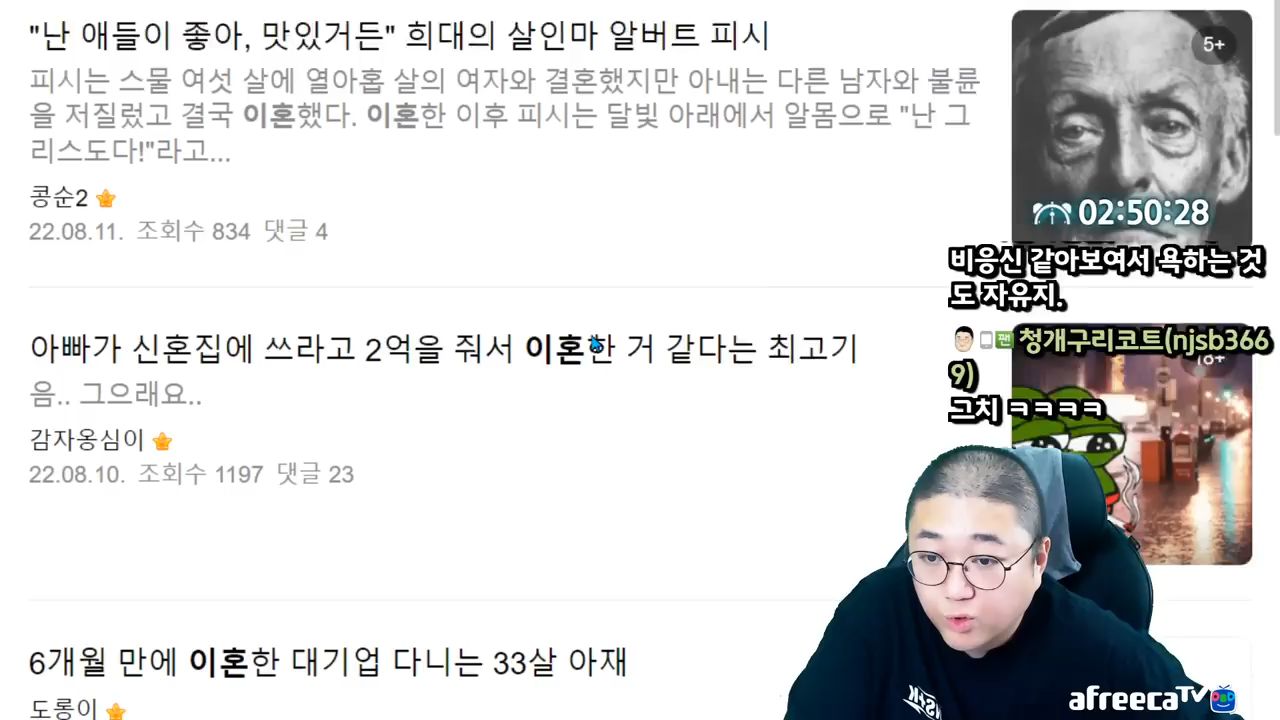 "난 애들이 좋아, 맛있거든" 희대의 살인마 알버트 피시
피시는 스물 여섯 살에 열아홉 살의 여자와 결혼했지만 아내는 다른 남자와 불륜
을 저질렀고 결국 이혼했다. 이혼한 이후 피시는 달빛 아래에서 알몸으로 "난 그
리스도다!"라고...
콩순2
22.08.11. 조회수 834 댓글 4
5+
02:50:28
비응신 같아보여서 욕하는 것
도 자유지.
팬 청개구리코트(njsb366
9)
그치 ㅋㅋㅋㅋ
18+
아빠가 신혼집에 쓰라고 2억을 줘서 이혼한 거 같다는 최고기
음.. 그으래요..
감자옹심이
22.08.10. 조회수 1197 댓글 23
6개월 만에 이혼한 대기업 다니는 33살 아재
도롱이
afreecaTV